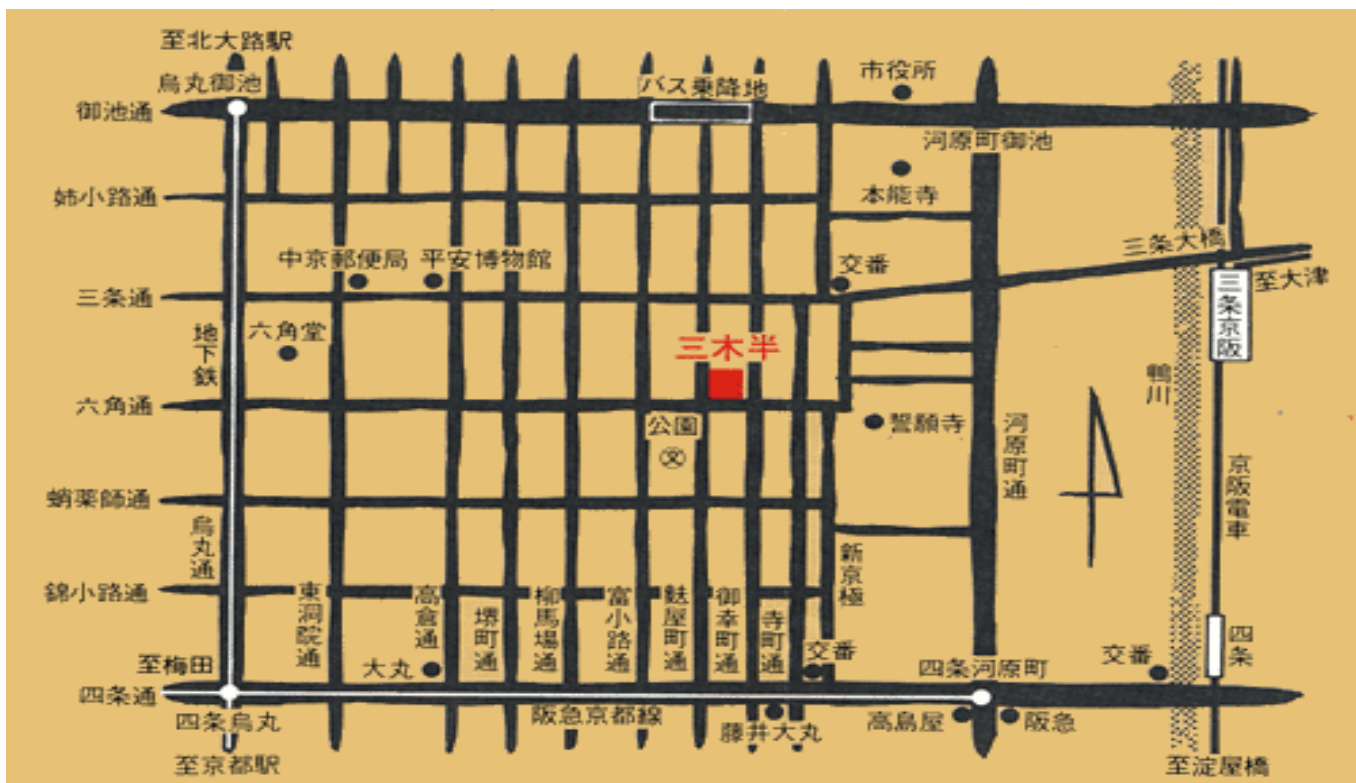 至北大路駅
烏丸御池
バス乗降地
市役所
御池通
河原町御池
姉小路通
本能寺
三条大橋
中京郵便局
平安博物館
交番
至大津
三条通
三条京阪
地下鉄
六角堂
三木半
鴨川
六角通
公園
文
誓願寺
河原町通
京阪電車
蛸薬師通
烏丸通
新京極
錦小路通
東洞院通
高倉通
堺町通
柳馬場通
富小路通
麩屋町通
御幸町通
寺町通
四条
至梅田
大丸
交番
四条河原町
交番
四条通
四条烏丸
阪急京都線
藤井大丸
高島屋
阪急
至京都駅
至淀屋橋